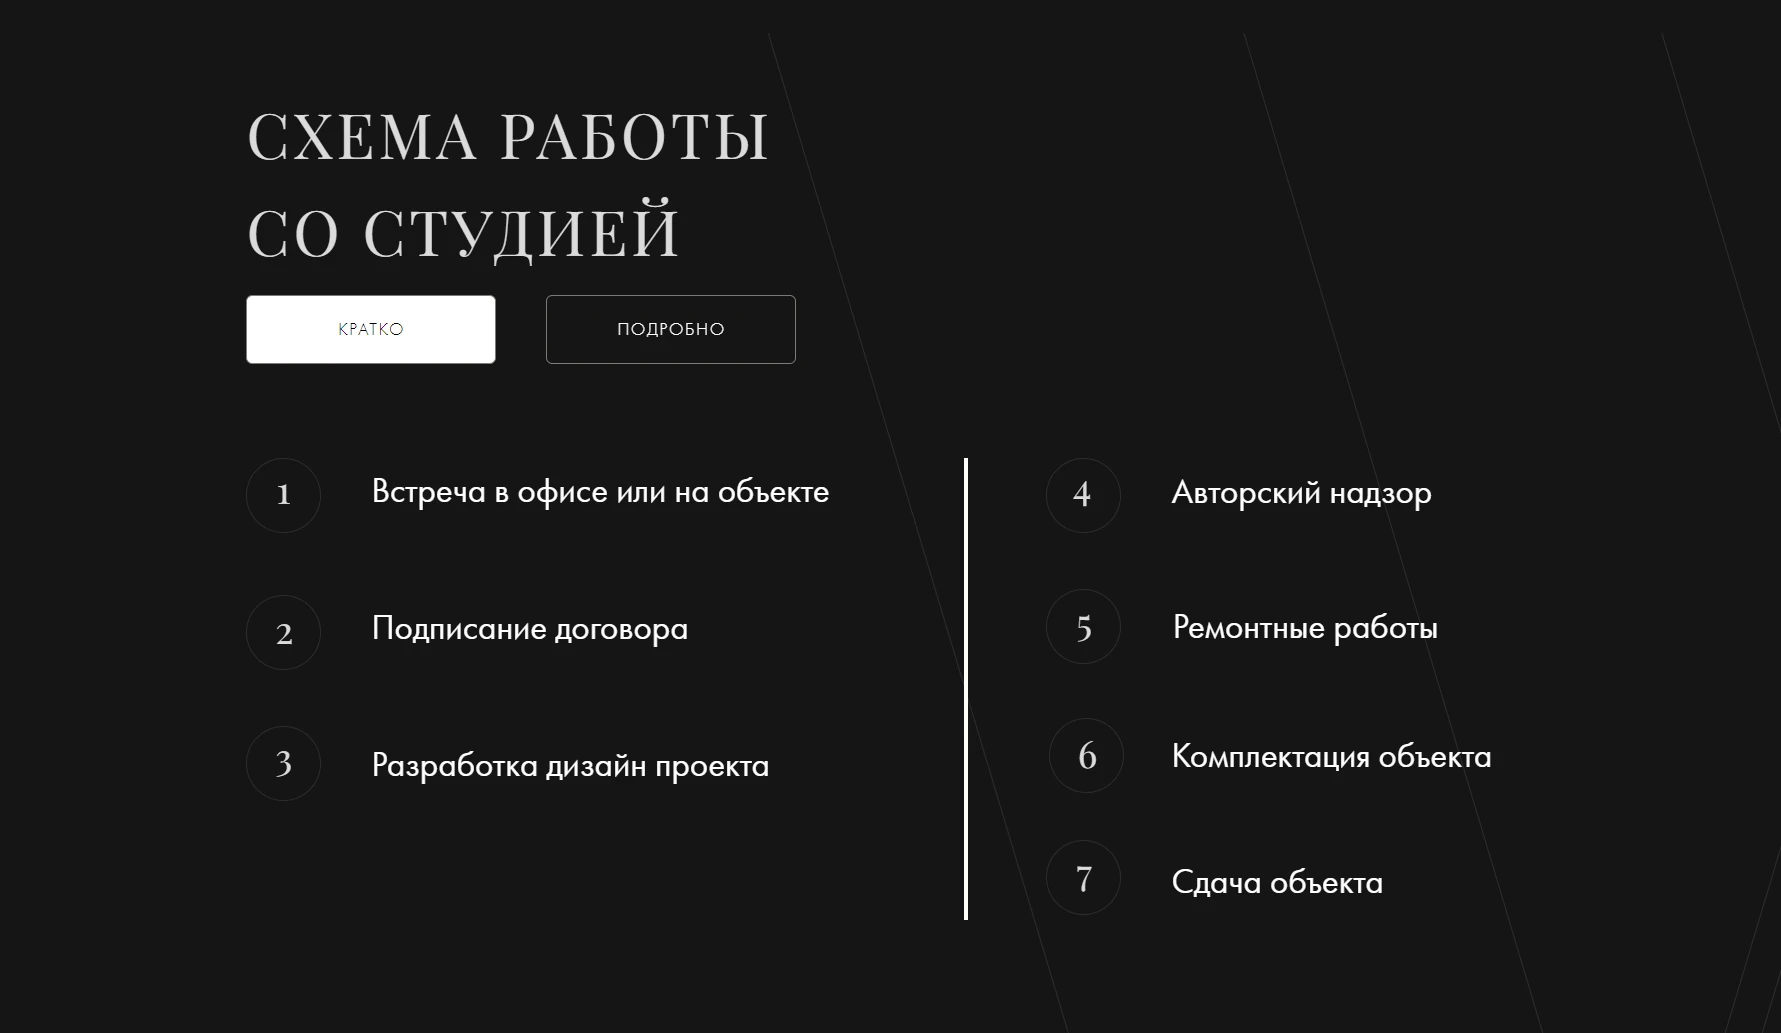 СХЕМА РАБОТЫ
СО СТУДИЕЙ
КРАТКО
ПОДРОБНО
1 Встреча в офисе или на объекте
2 Подписание договора
3 Разработка дизайн проекта
4 Авторский надзор
5 Ремонтные работы
6 Комплектация объекта
7 Сдача объекта